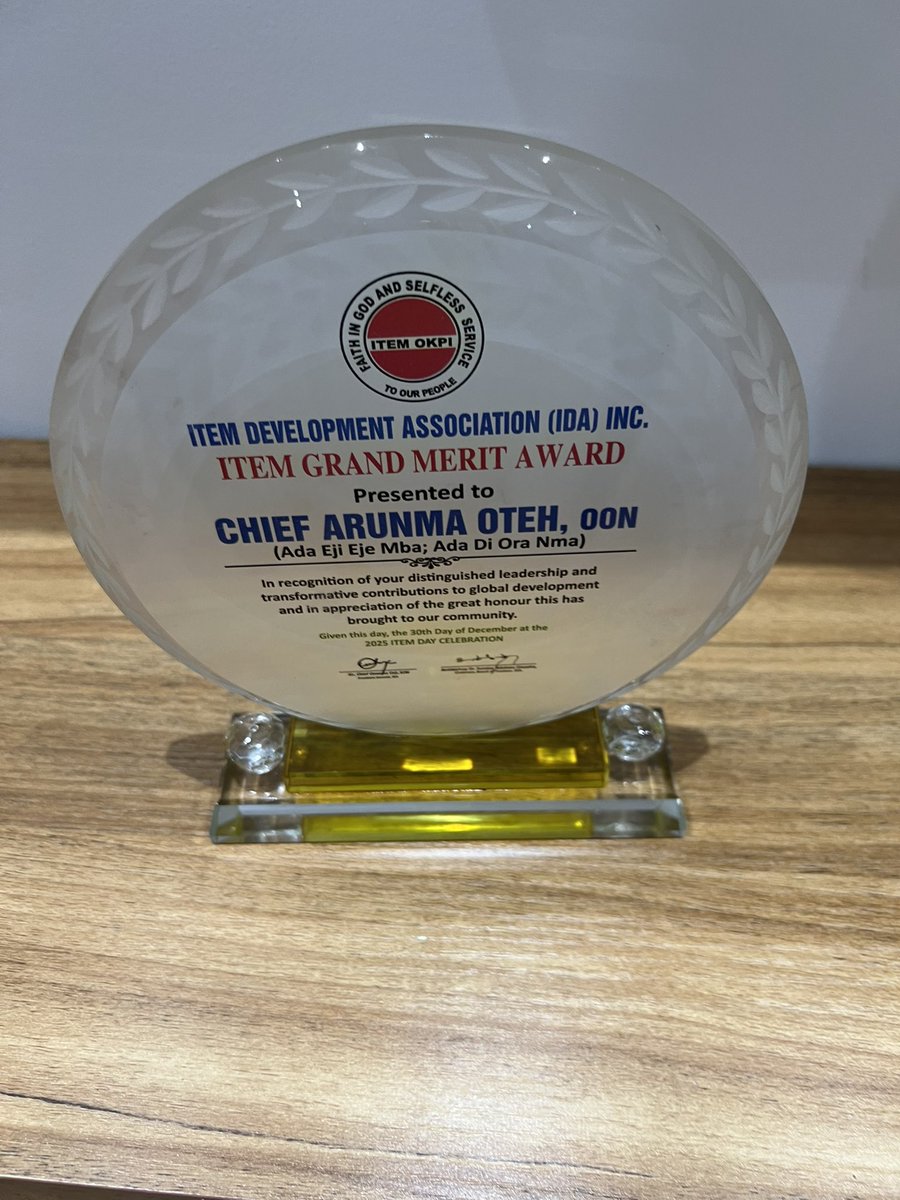 FAITH IN GOD AND SELFLESS SERVICE
ITEM OKPI
TO OUR PEOPLE
ITEM DEVELOPMENT ASSOCIATION (IDA) INC.
ITEM GRAND MERIT AWARD
Presented to
CHIEF ARUNMA OTEH, OON
(Ada Eji Eje Mba; Ada Di Ora Nma)
In recognition of your distinguished leadership and
transformative contributions to global development
and in appreciation of the great honour this has
brought to our community.
Given this day, the 30th Day of December at the
2025 ITEM DAY CELEBRATION